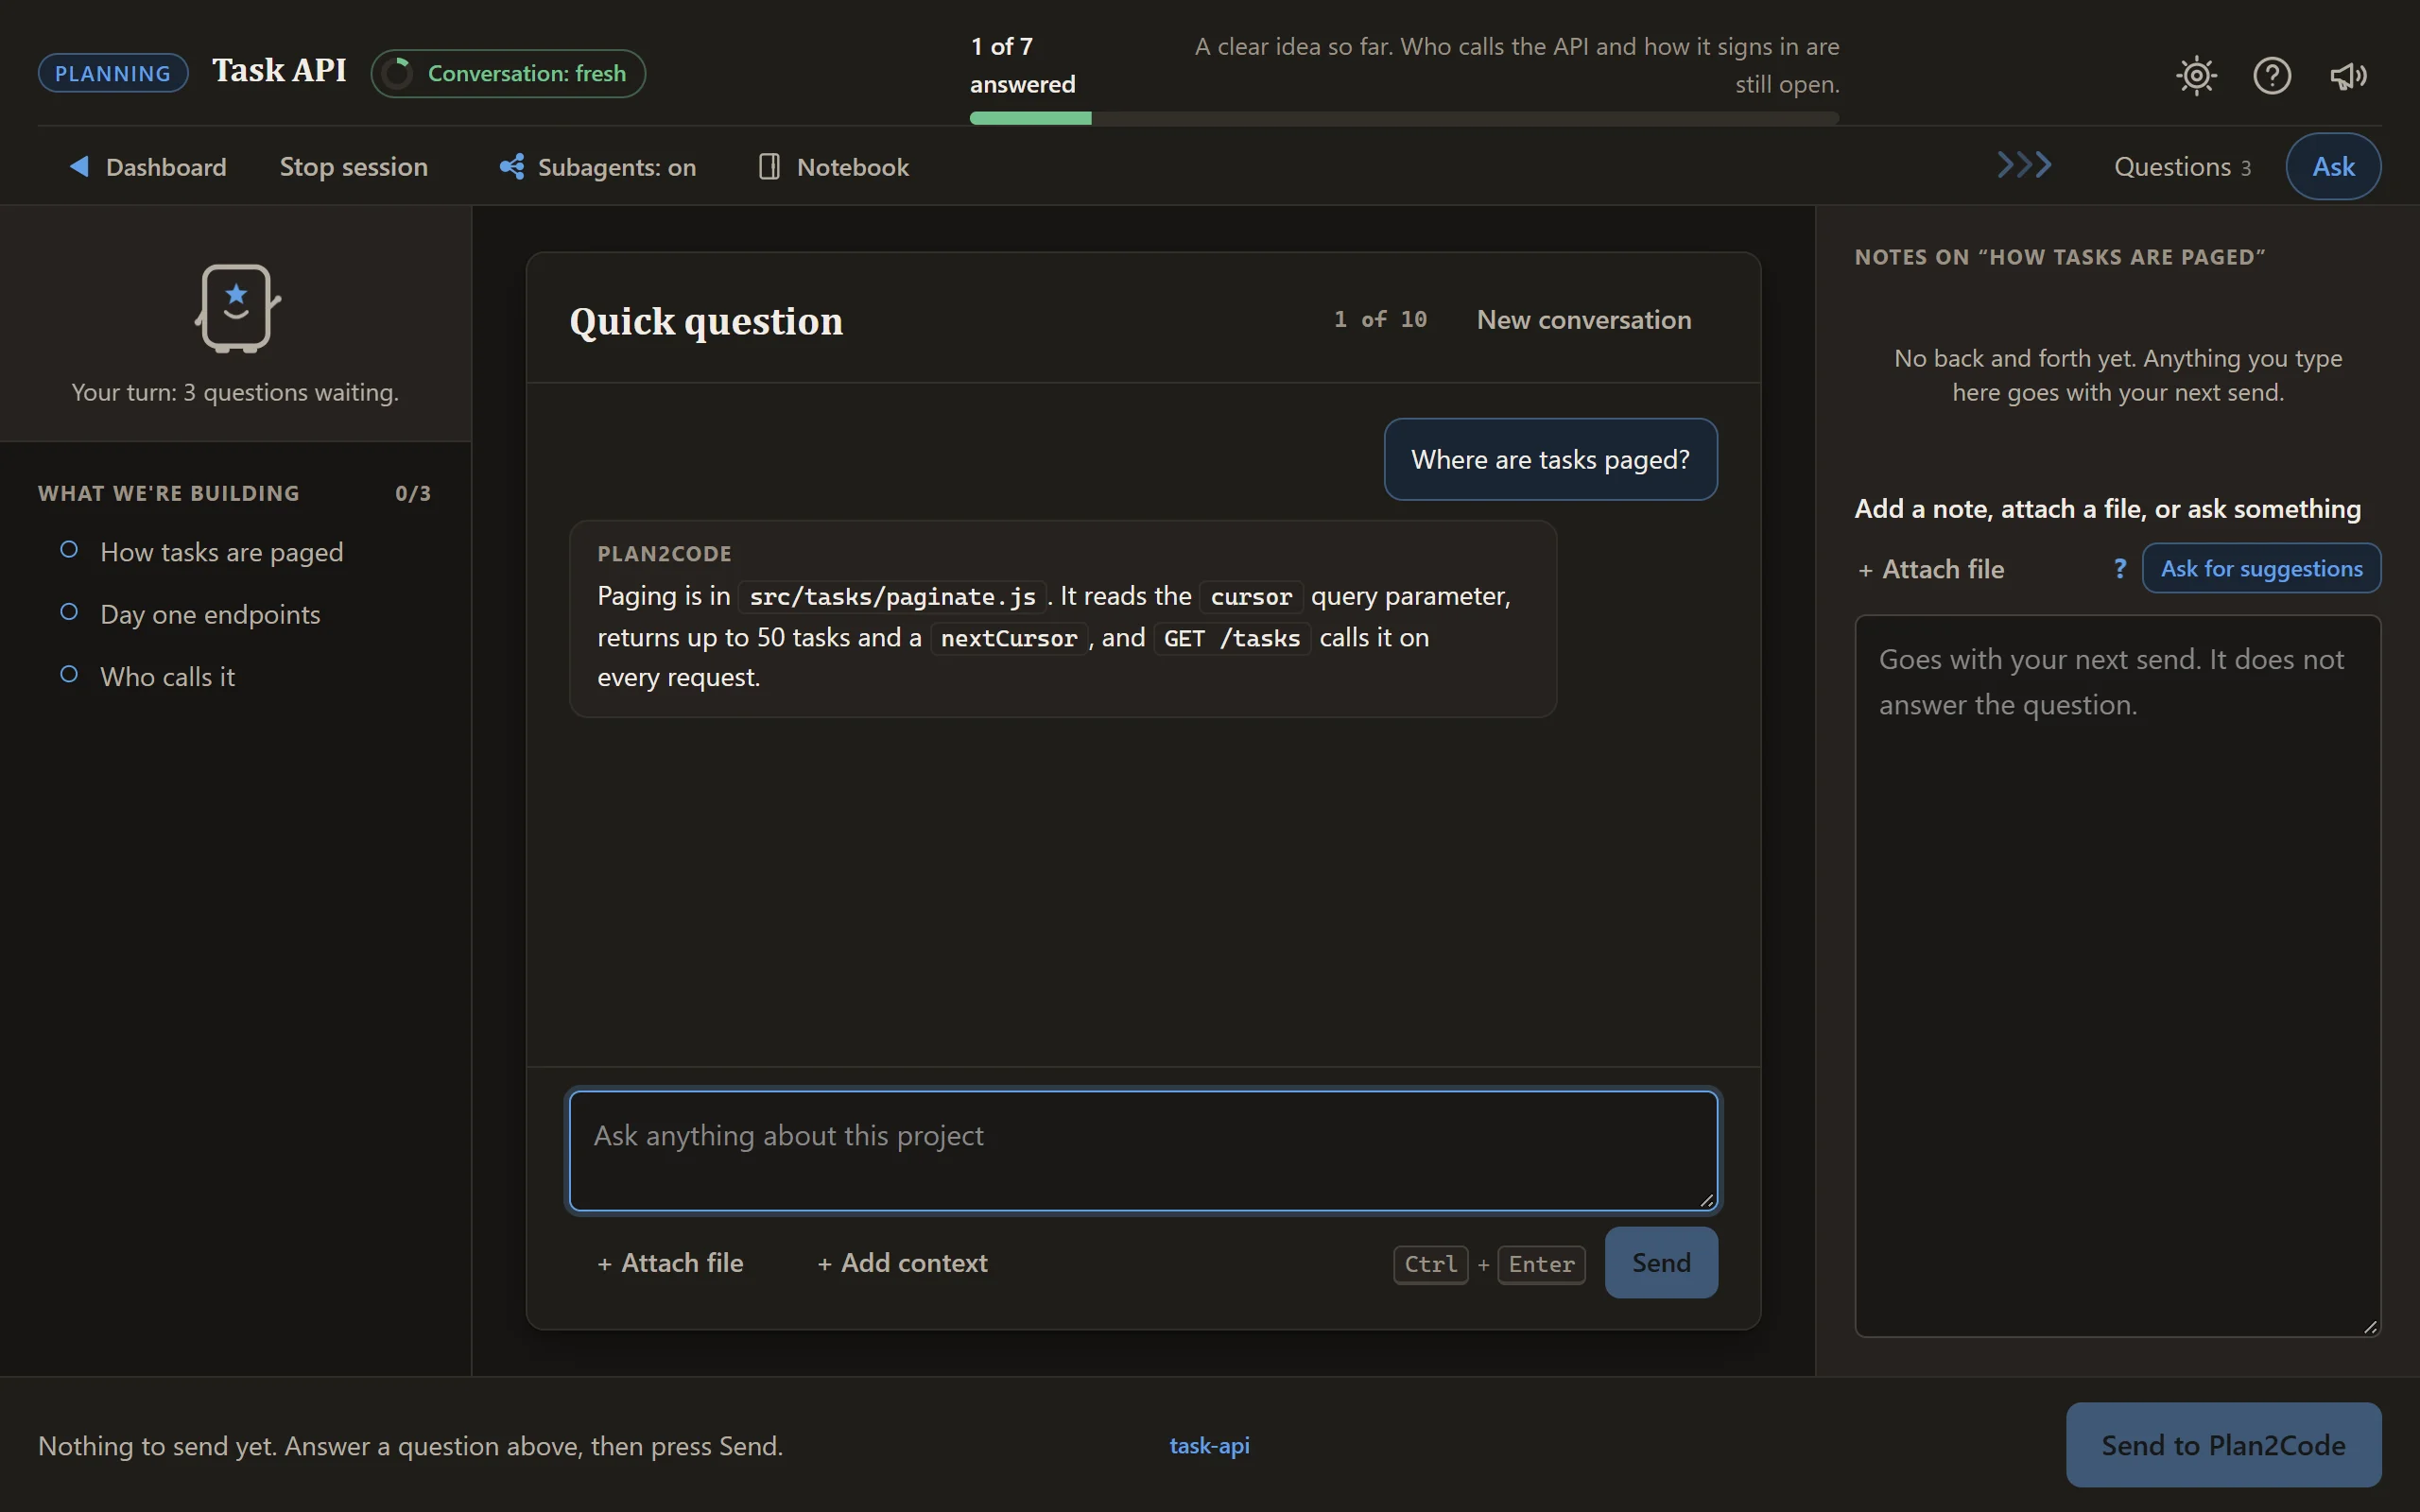 PLANNING
Task API
Conversation: fresh
1 of 7
answered
A clear idea so far. Who calls the API and how it signs in are
still open.
Dashboard
Stop session
Subagents: on
Notebook
Questions 3
Ask
Your turn: 3 questions waiting.
WHAT WE'RE BUILDING 0/3
How tasks are paged
Day one endpoints
Who calls it
Quick question
1 of 10
New conversation
Where are tasks paged?
PLAN2CODE
Paging is in src/tasks/paginate.js. It reads the cursor query parameter,
returns up to 50 tasks and a nextCursor, and GET /tasks calls it on
every request.
Ask anything about this project
+ Attach file
+ Add context
Ctrl + Enter
Send
NOTES ON “HOW TASKS ARE PAGED”
No back and forth yet. Anything you type
here goes with your next send.
Add a note, attach a file, or ask something
+ Attach file
?
Ask for suggestions
Goes with your next send. It does not
answer the question.
Nothing to send yet. Answer a question above, then press Send.
task-api
Send to Plan2Code